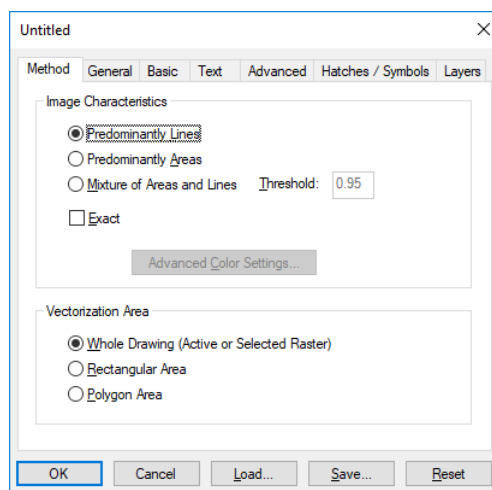 Untitled
Method General Basic Text Advanced Hatches / Symbols Layers
Image Characteristics
Predominantly Lines
Predominantly Areas
Mixture of Areas and Lines Threshold: 0.95
Exact
Advanced Color Settings...
Vectorization Area
Whole Drawing (Active or Selected Raster)
Rectangular Area
Polygon Area
OK Cancel Load... Save... Reset